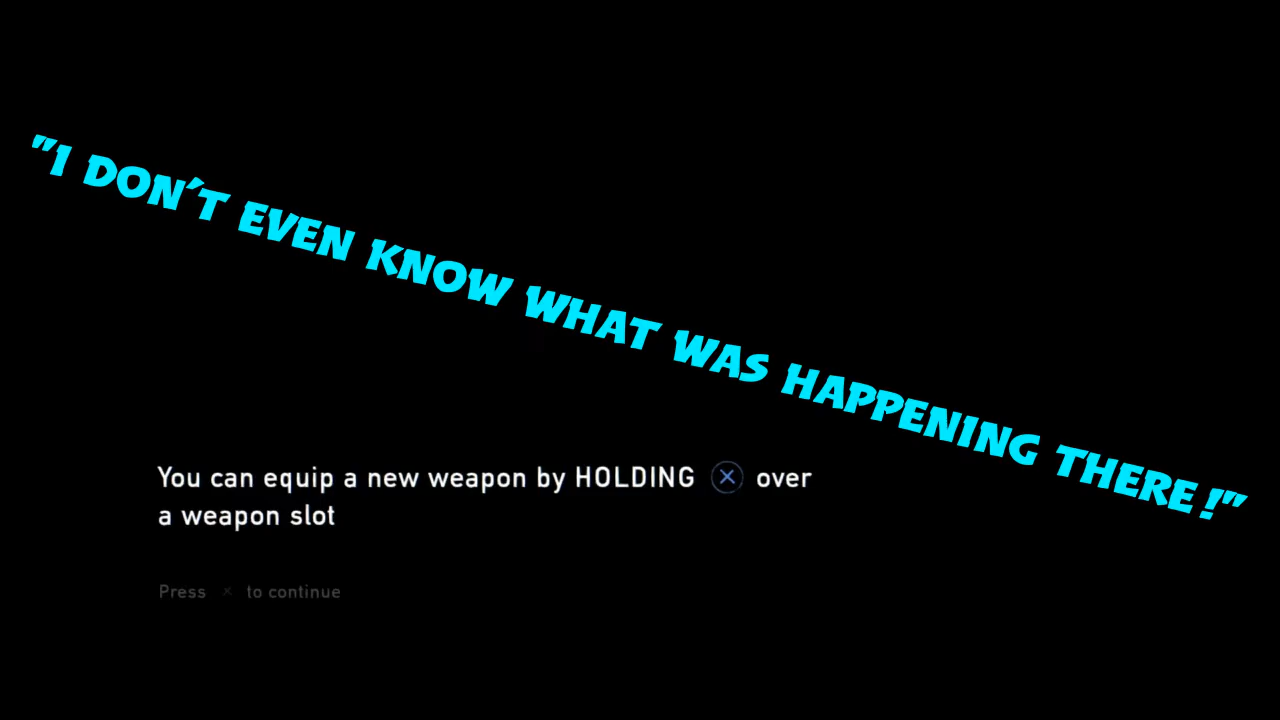 "I DON'T EVEN KNOW WHAT WAS HAPPENING THERE!"
You can equip a new weapon by HOLDING ✕ over
a weapon slot
Press ✕ to continue